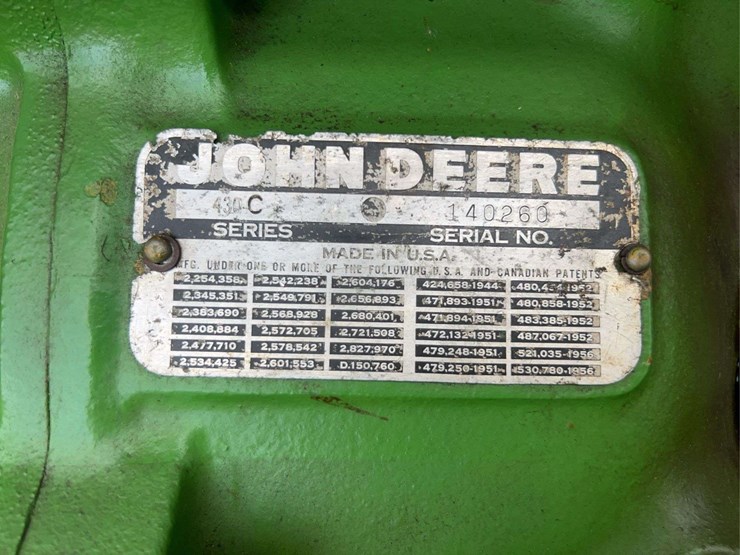 JOHN DEERE
430 C 140260
SERIES SERIAL NO.
MADE IN U.S.A.
MFG. UNDER ONE OR MORE OF THE FOLLOWING U.S.A. AND CANADIAN PATENTS
2,254,358 2,542,238 2,604,176 424,858-1944 480,454-1952
2,345,351 2,549,791 2,656,893 471,893-1951 480,858-1952
2,383,690 2,568,928 2,680,401 471,894-1951 483,385-1952
2,408,884 2,572,705 2,721,508 472,132-1951 487,067-1952
2,477,710 2,578,542 2,827,970 479,248-1951 521,035-1956
2,534,425 2,601,553 D.150,760 479,250-1951 530,780-1956